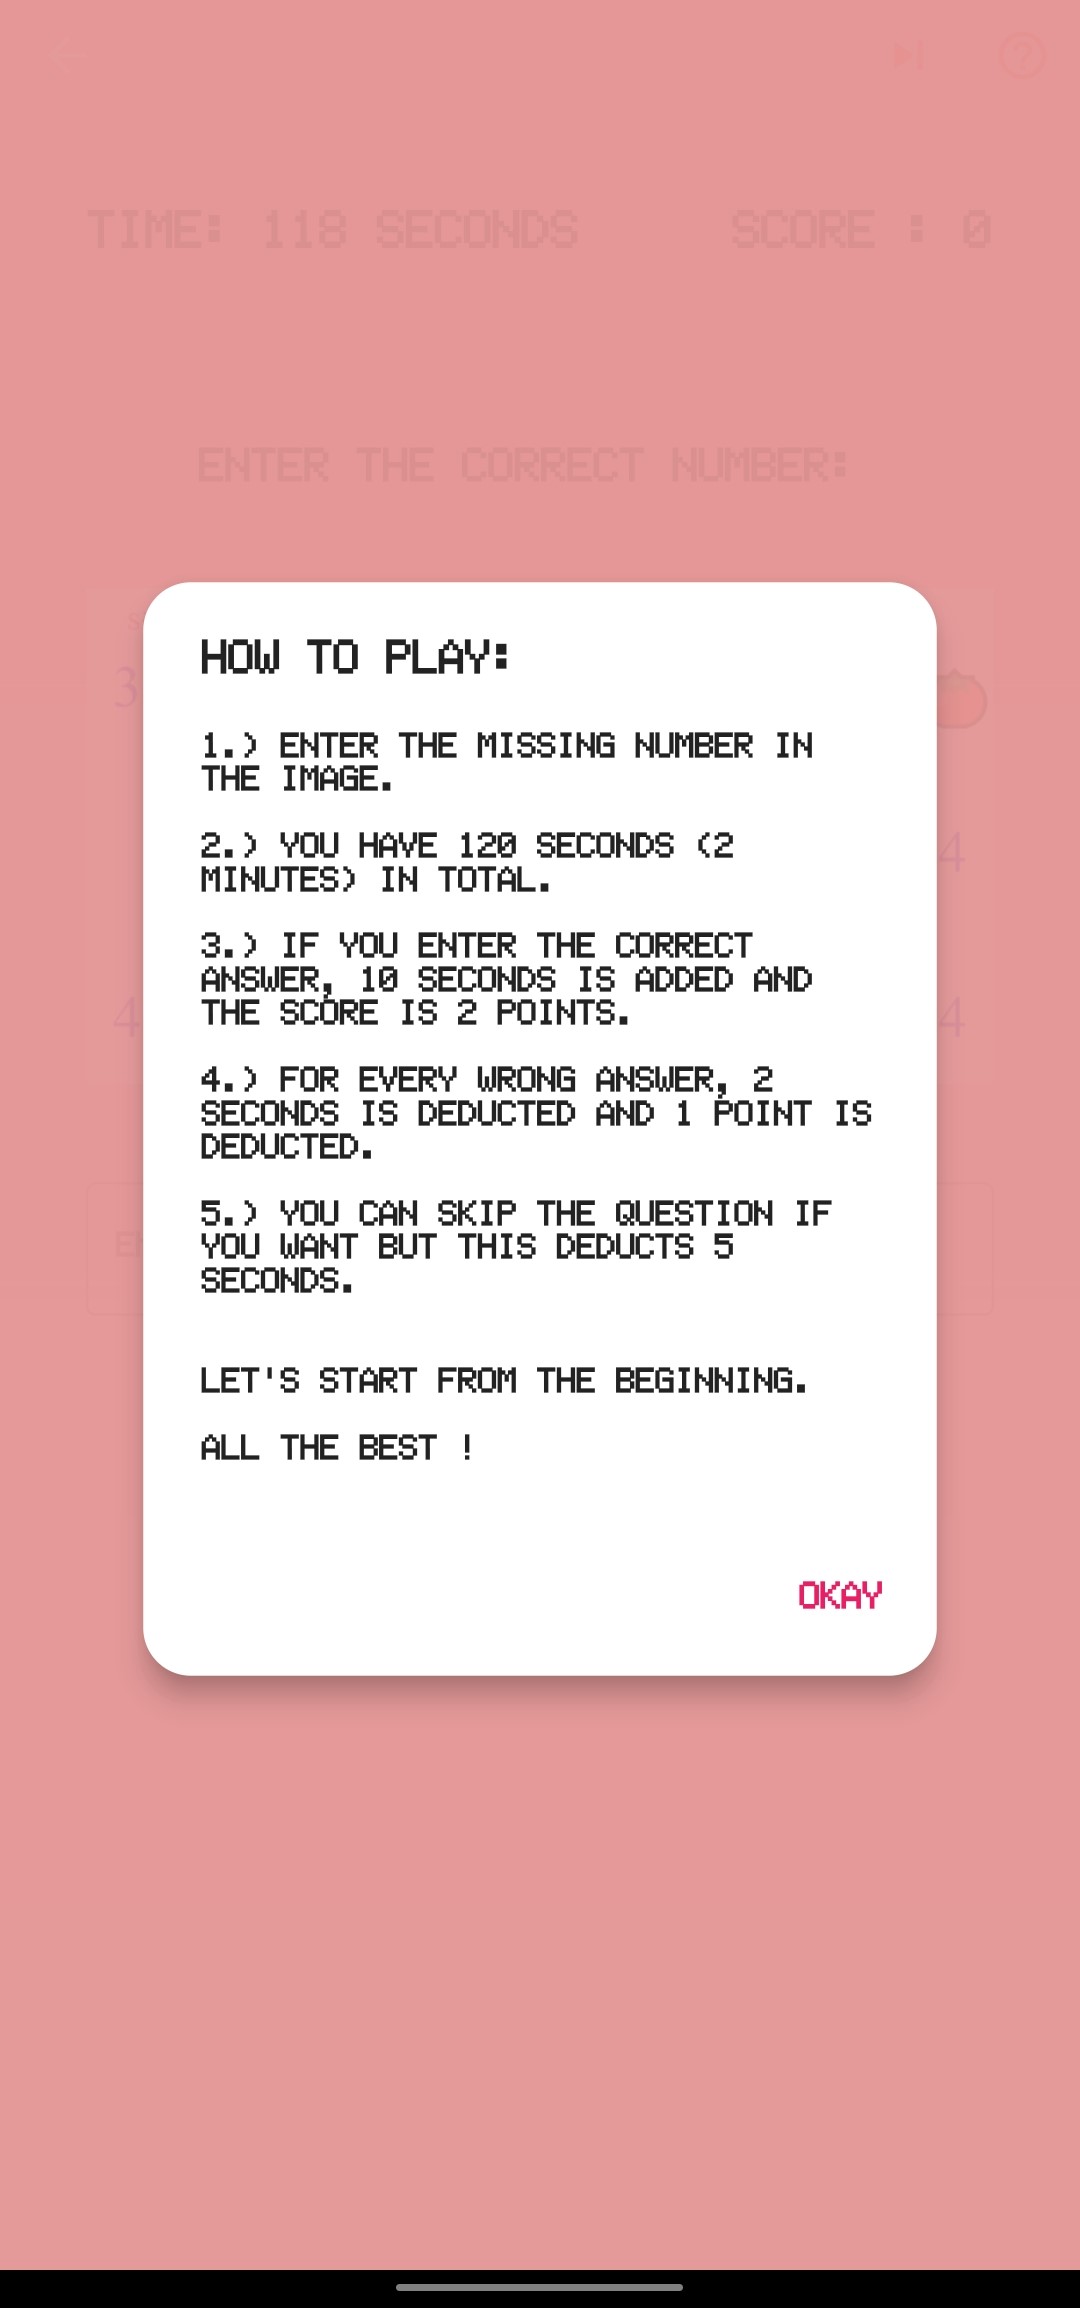 TIME: 118 SECONDS SCORE : 0
ENTER THE CORRECT NUMBER:
HOW TO PLAY:
3
1.) ENTER THE MISSING NUMBER IN
THE IMAGE.
2.) YOU HAVE 120 SECONDS (2
MINUTES) IN TOTAL.
4
3.) IF YOU ENTER THE CORRECT
ANSWER, 10 SECONDS IS ADDED AND
THE SCORE IS 2 POINTS.
4 4
4.) FOR EVERY WRONG ANSWER, 2
SECONDS IS DEDUCTED AND 1 POINT IS
DEDUCTED.
5.) YOU CAN SKIP THE QUESTION IF
YOU WANT BUT THIS DEDUCTS 5
SECONDS.
LET'S START FROM THE BEGINNING.
ALL THE BEST !
OKAY